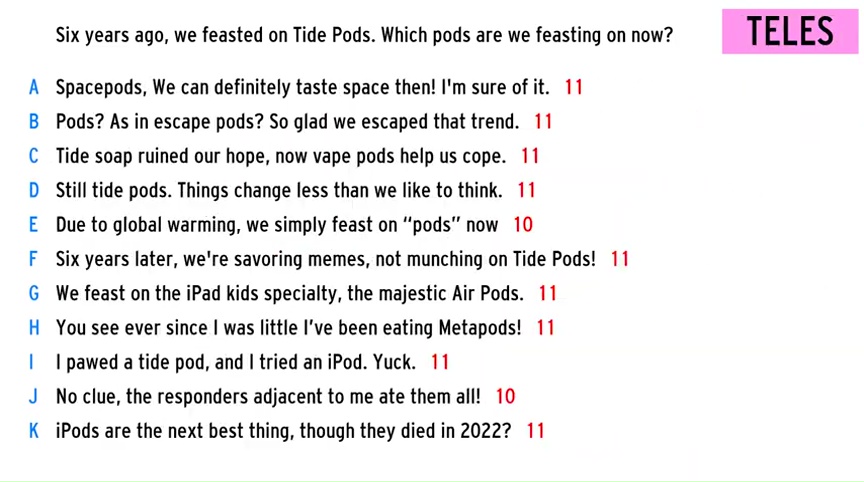 Six years ago, we feasted on Tide Pods. Which pods are we feasting on now?
TELES
A Spacepods, We can definitely taste space then! I'm sure of it. 11
B Pods? As in escape pods? So glad we escaped that trend. 11
C Tide soap ruined our hope, now vape pods help us cope. 11
D Still tide pods. Things change less than we like to think. 11
E Due to global warming, we simply feast on “pods” now 10
F Six years later, we're savoring memes, not munching on Tide Pods! 11
G We feast on the iPad kids specialty, the majestic Air Pods. 11
H You see ever since I was little I’ve been eating Metapods! 11
I I pawed a tide pod, and I tried an iPod. Yuck. 11
J No clue, the responders adjacent to me ate them all! 10
K iPods are the next best thing, though they died in 2022? 11